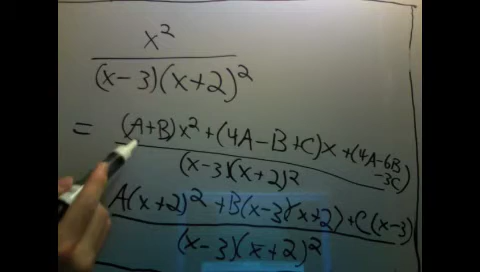 x²
(x-3)(x+2)²
= (A+B)x² + (4A-B+C)x + (4A-6B
-3C)
(x-3)(x+2)²
A(x+2)² + B(x-3)(x+2) + C(x-3)
(x-3)(x+2)²